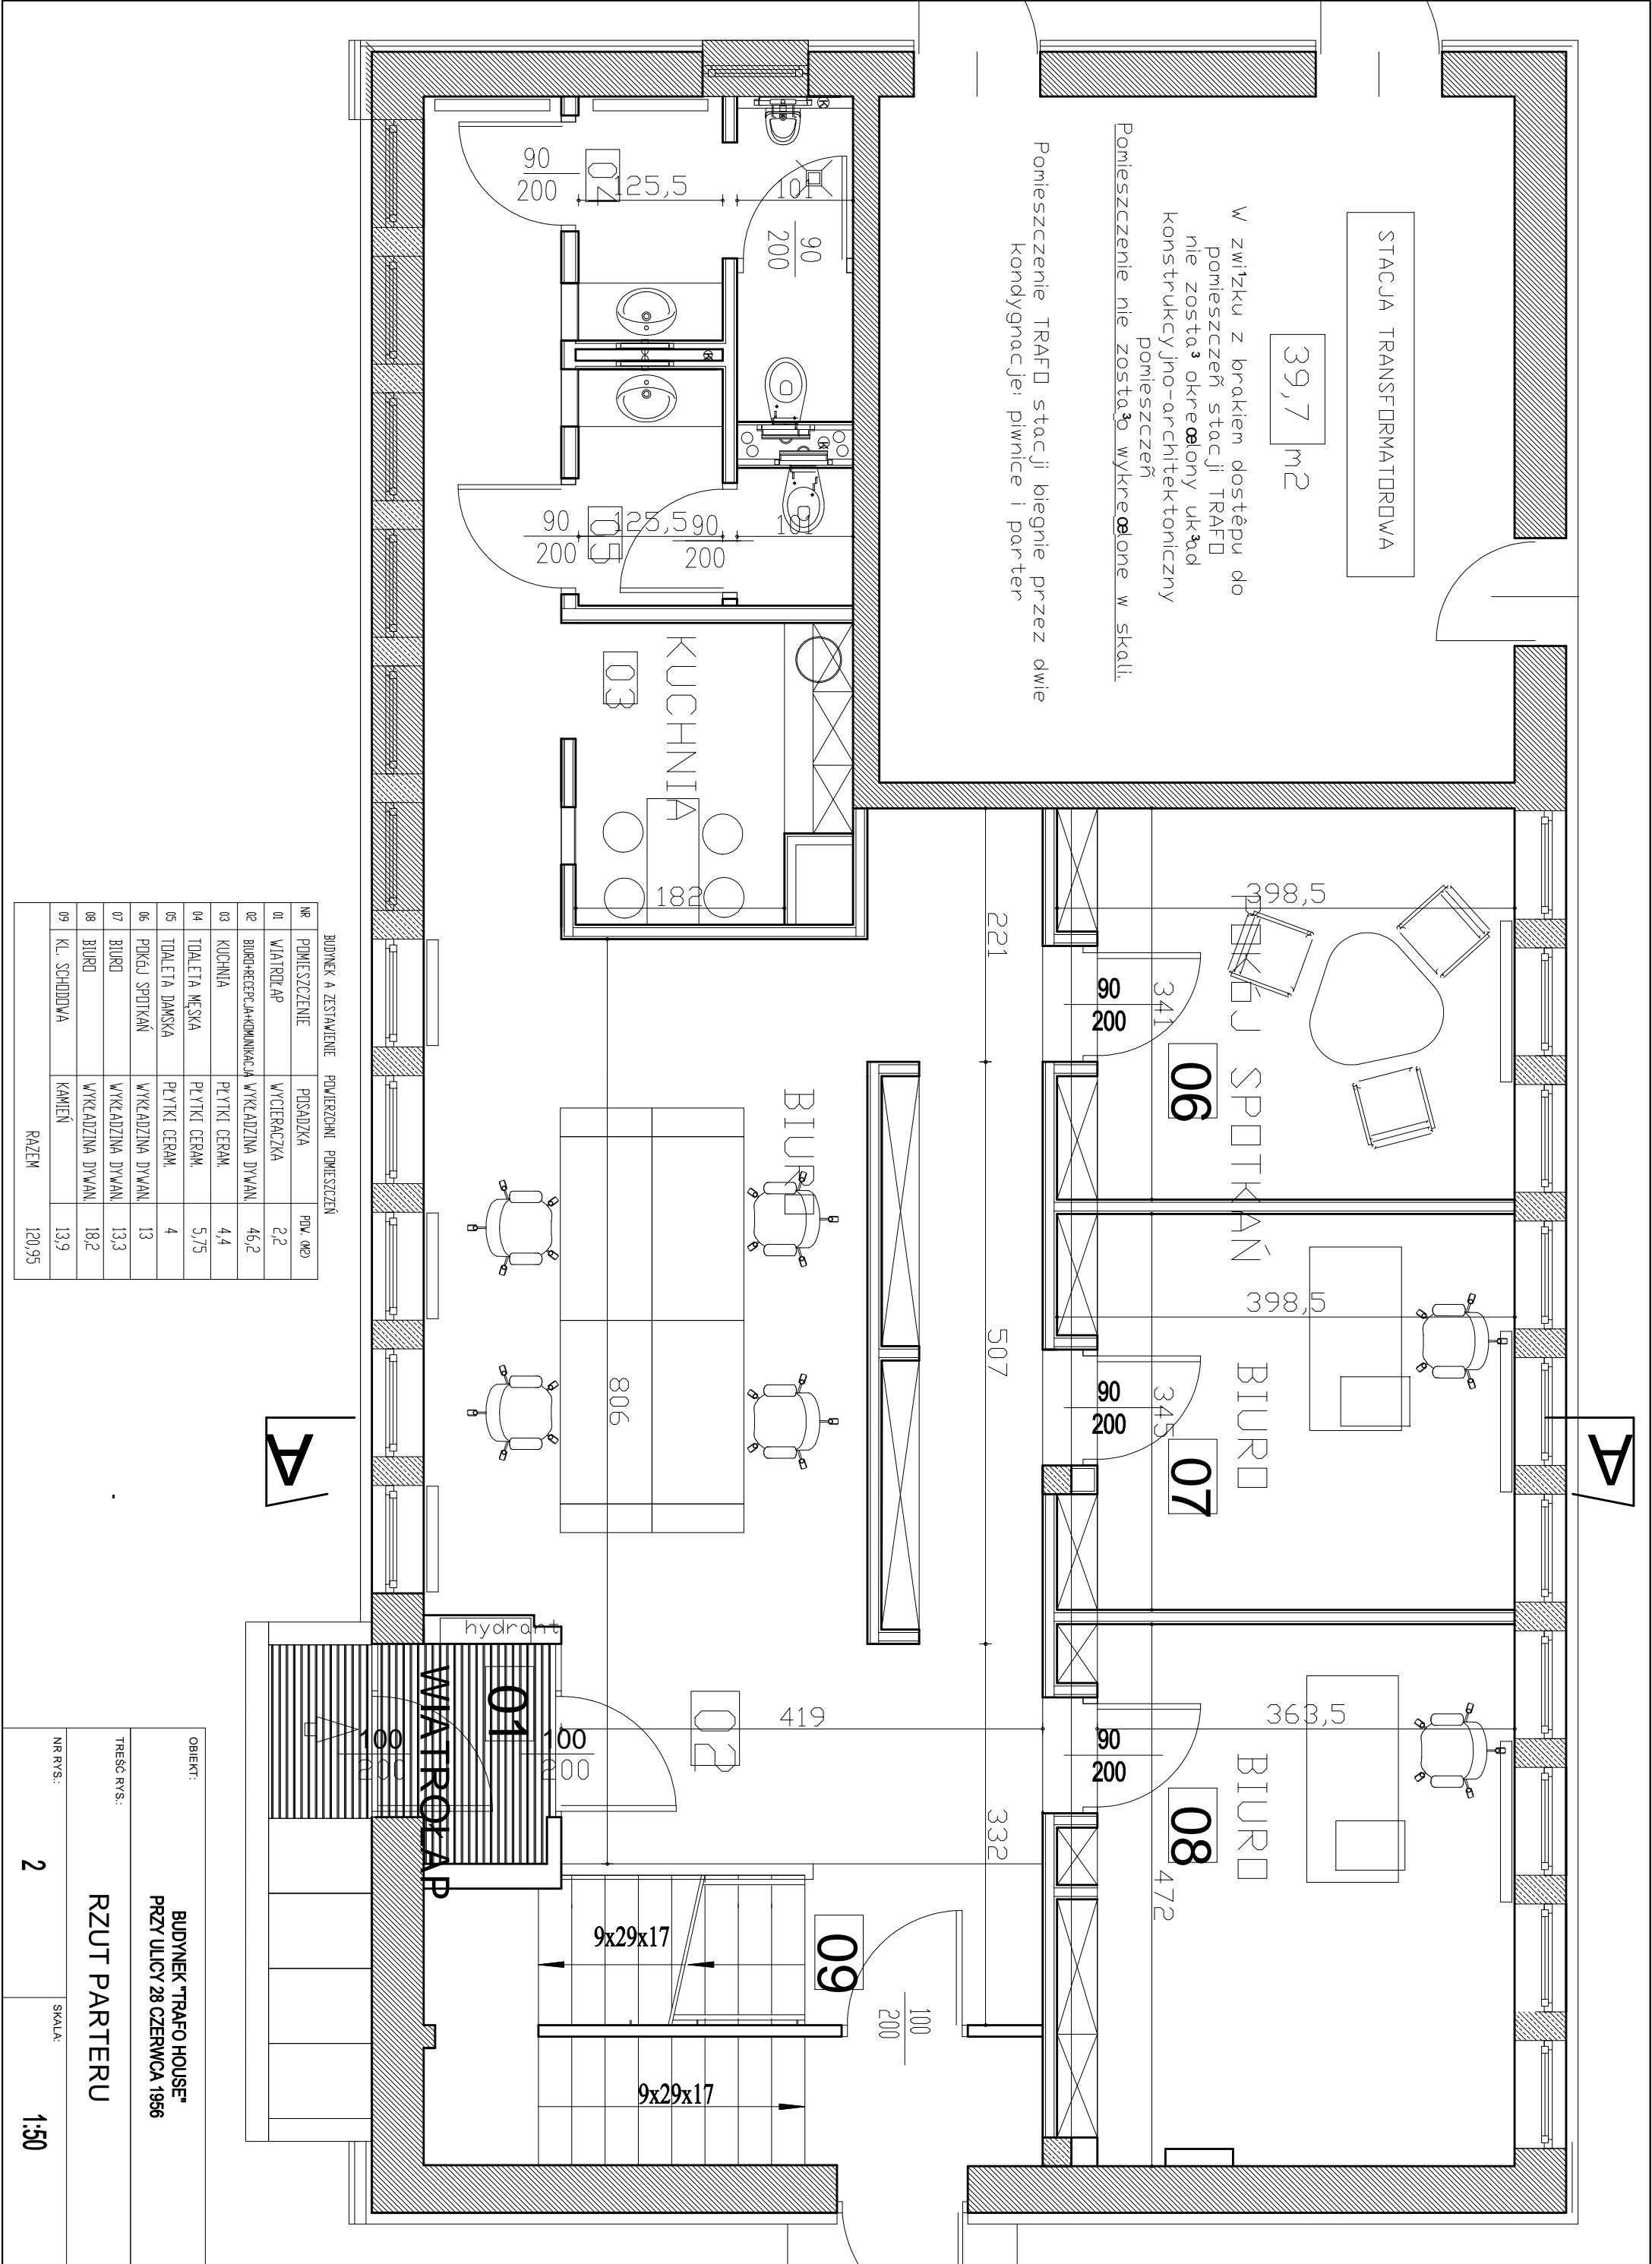 STACJA TRANSFORMATOROWA
39,7 m2
W zwi¹zku z brakiem dostêpu do
pomieszczeñ stacji TRAFO
nie zosta³ okreœlony uk³ad
konstrukcyjno-architektoniczny
pomieszczeñ
Pomieszczenie nie zosta³o wykreœlone w skali.
Pomieszczenie TRAFO stacji biegnie przez dwie
kondygnacje: piwnice i parter
90
200
04
125,5
101
90
200
90
200
05
125,5
90
200
101
KUCHNIA
03
182
398,5
POKÓJ SPOTKAŃ
06
341
90
200
221
398,5
BIURO
07
345
90
200
507
BIURO
806
363,5
BIURO
08
472
90
200
332
419
02
hydrant
01
WIATROŁAP
100
200
100
200
9x29x17
9x29x17
09
100
200
A
A
BUDYNEK A ZESTAWIENIE POWIERZCHNI POMIESZCZEŃ
NR POMIESZCZENIE POSADZKA POW. (M2)
01 WIATROŁAP WYCIERACZKA 2,2
02 BIURO+RECEPCJA+KOMUNIKACJA WYKŁADZINA DYWAN. 46,2
03 KUCHNIA PŁYTKI CERAM. 4,4
04 TOALETA MĘSKA PŁYTKI CERAM. 5,75
05 TOALETA DAMSKA PŁYTKI CERAM. 4
06 POKÓJ SPOTKAŃ WYKŁADZINA DYWAN. 13
07 BIURO WYKŁADZINA DYWAN. 13,3
08 BIURO WYKŁADZINA DYWAN. 18,2
09 KL. SCHODOWA KAMIEŃ 13,9
RAZEM 120,95
OBIEKT:
BUDYNEK "TRAFO HOUSE"
PRZY ULICY 28 CZERWCA 1956
TREŚĆ RYS.:
RZUT PARTERU
NR RYS.:
2
SKALA:
1:50